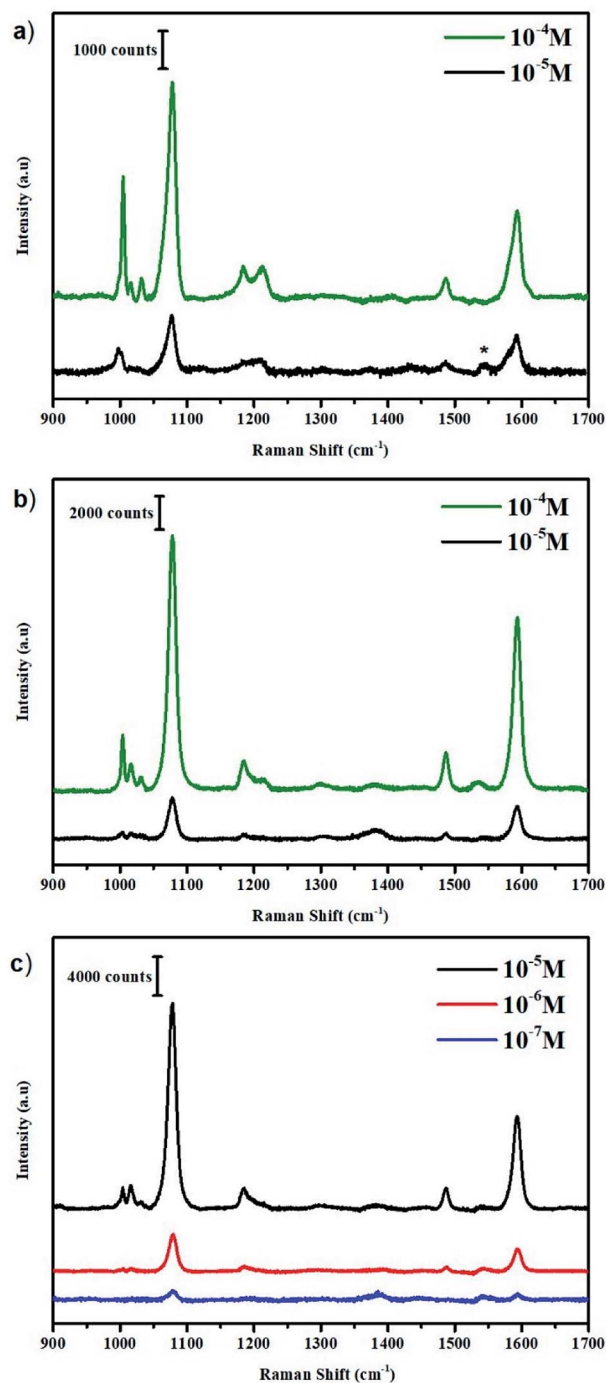 a)
1000 counts
10⁻⁴M
10⁻⁵M
Intensity (a.u)
*
900 1000 1100 1200 1300 1400 1500 1600 1700
Raman Shift (cm⁻¹)
b)
2000 counts
10⁻⁴M
10⁻⁵M
Intensity (a.u)
900 1000 1100 1200 1300 1400 1500 1600 1700
Raman Shift (cm⁻¹)
c)
4000 counts
10⁻⁵M
10⁻⁶M
10⁻⁷M
Intensity (a.u)
900 1000 1100 1200 1300 1400 1500 1600 1700
Raman Shift (cm⁻¹)